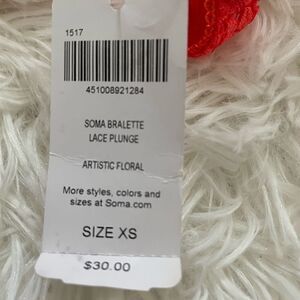 1517
451008921284
SOMA BRALETTE
LACE PLUNGE
ARTISTIC FLORAL
More styles, colors and
sizes at Soma.com
SIZE XS
$30.00